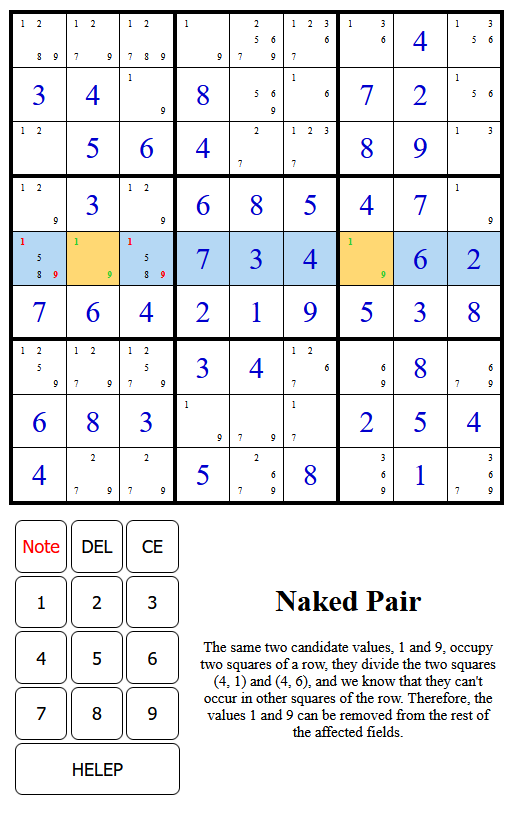 1 2 1 2 1 2 1 2 1 2 3 1 3 1 3
5 6 6 6 4 5 6
8 9 7 9 7 8 9 9 7 9 7
1 1 1
3 4 8 5 6 6 7 2 5 6
9 9
1 2 2 1 2 3 1 3
5 6 4 8 9
7 7
1 2 1 2 1
3 6 8 5 4 7
9 9 9
1 1 1 1
5 5 7 3 4 6 2
8 9 9 8 9 9
7 6 4 2 1 9 5 3 8
1 2 1 2 1 2 1 2
5 5 3 4 6 6 8 6
9 7 9 7 9 7 9 7 9
1 1
6 8 3 2 5 4
9 7 9 7
2 2 2 3 3
4 5 6 8 6 1 6
7 9 7 9 9 9 7 9
Note DEL CE
1 2 3
4 5 6
7 8 9
HELEP
Naked Pair
The same two candidate values, 1 and 9, occupy
two squares of a row, they divide the two squares
(4, 1) and (4, 6), and we know that they can't
occur in other squares of the row. Therefore, the
values 1 and 9 can be removed from the rest of
the affected fields.